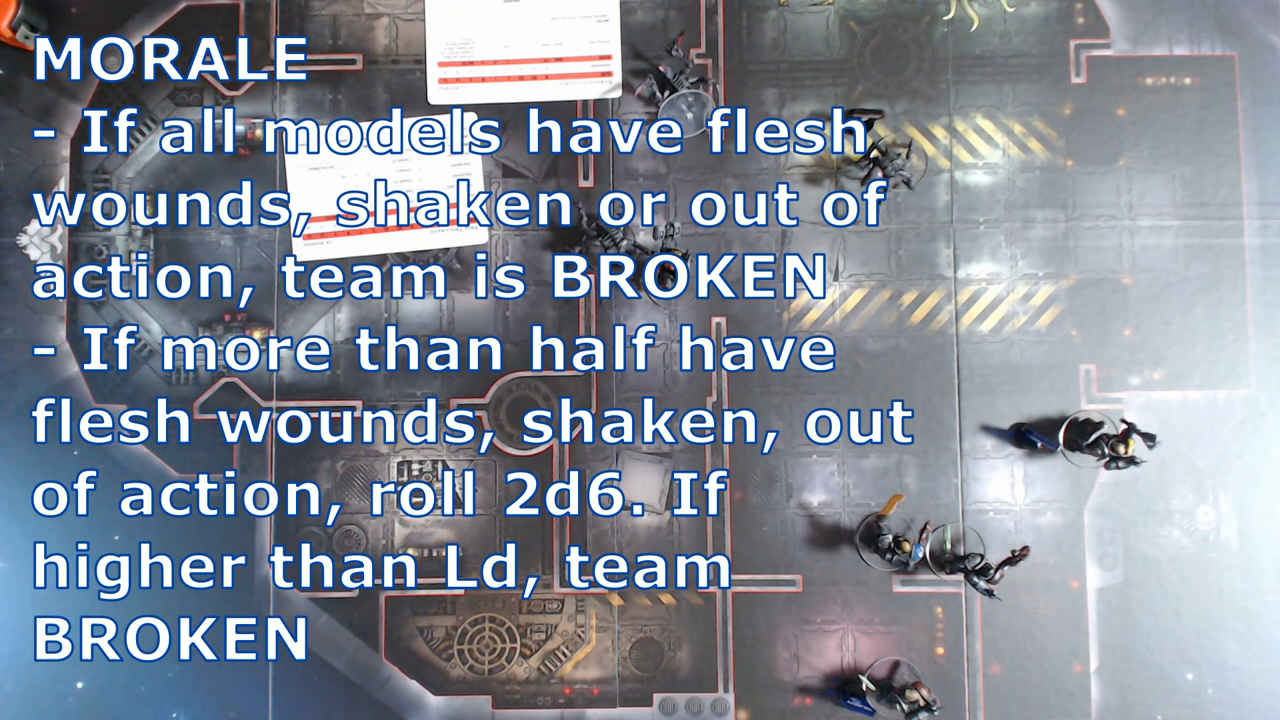 MORALE
- If all models have flesh
wounds, shaken or out of
action, team is BROKEN
- If more than half have
flesh wounds, shaken, out
of action, roll 2d6. If
higher than Ld, team
BROKEN